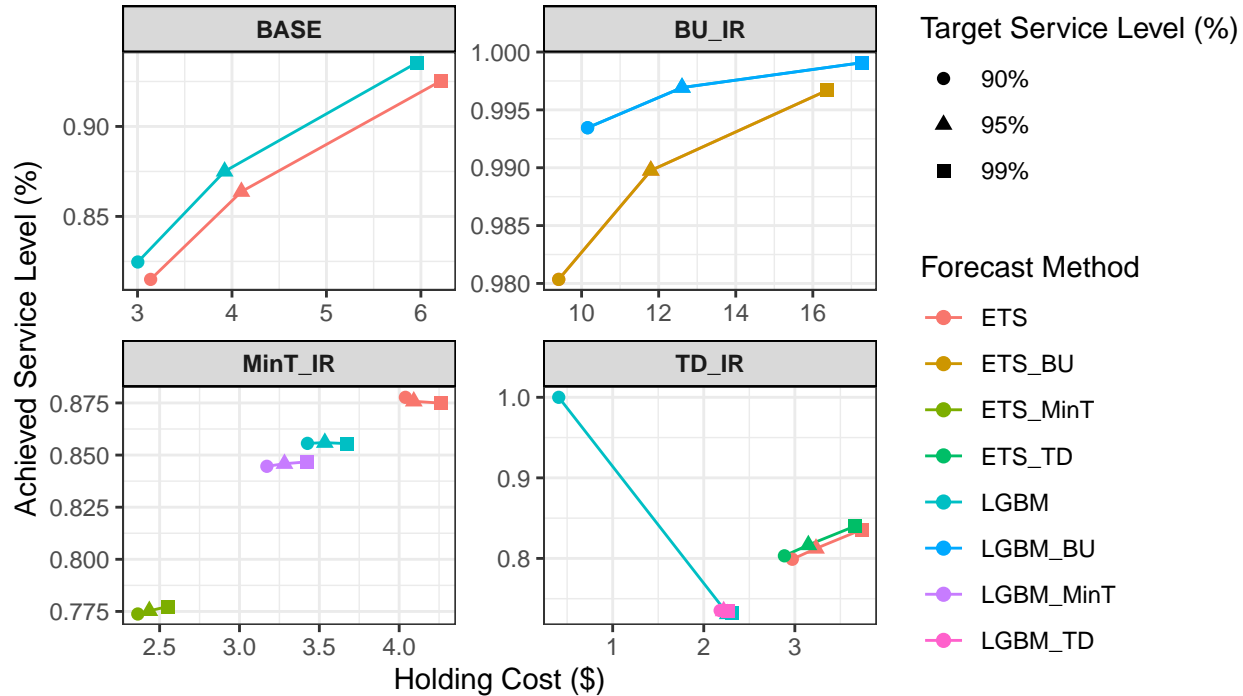 BASE
BU_IR
0.90
0.85
3
4
5
6
1.000
0.995
0.990
0.985
0.980
10
12
14
16
MinT_IR
TD_IR
0.875
0.850
0.825
0.800
0.775
2.5
3.0
3.5
4.0
1.0
0.9
0.8
1
2
3
Achieved Service Level (%)
Holding Cost ($)
Target Service Level (%)
90%
95%
99%
Forecast Method
ETS
ETS_BU
ETS_MinT
ETS_TD
LGBM
LGBM_BU
LGBM_MinT
LGBM_TD